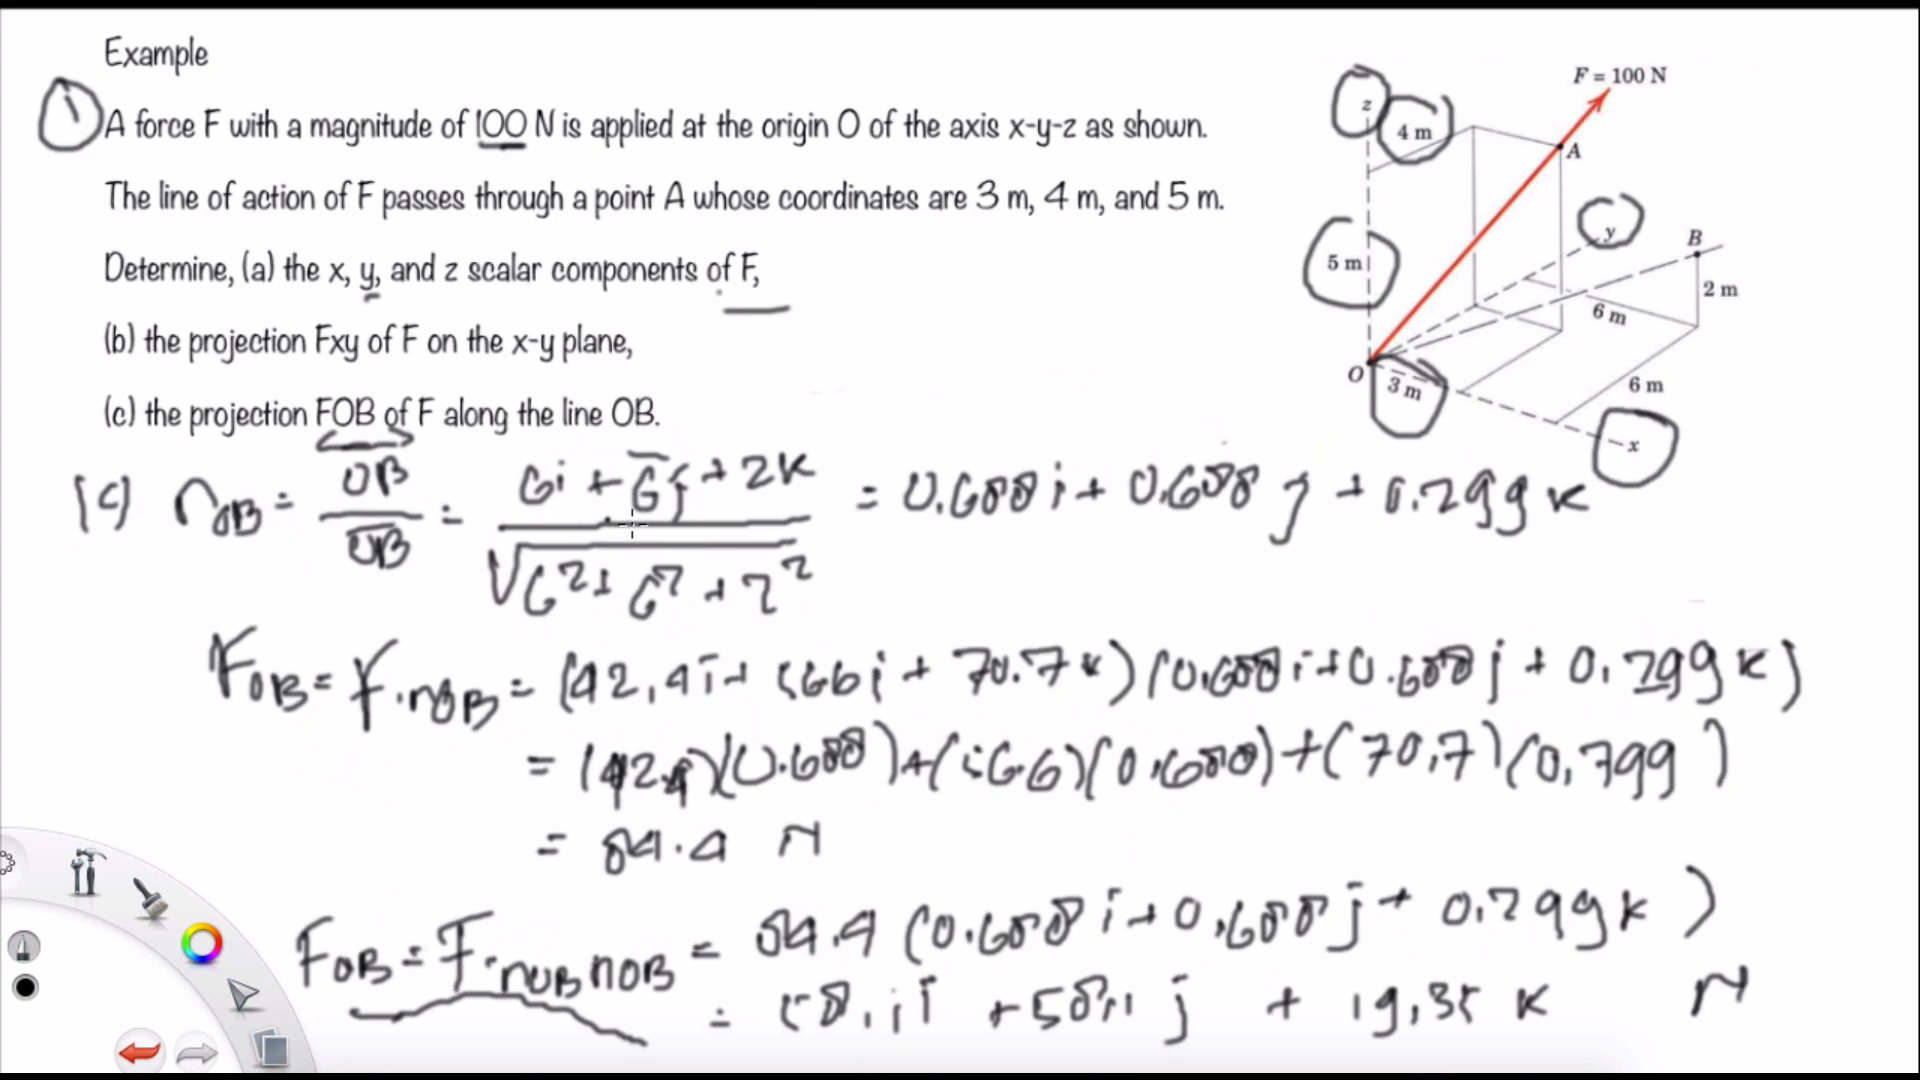 Example
A force F with a magnitude of 100 N is applied at the origin O of the axis x-y-z as shown.
The line of action of F passes through a point A whose coordinates are 3 m, 4 m, and 5 m.
Determine, (a) the x, y, and z scalar components of F,
(b) the projection Fxy of F on the x-y plane,
(c) the projection FOB of F along the line OB.
F = 100 N
z
4 m
A
y
B
5 m
2 m
6 m
O
3 m
6 m
x
(c) nOB = OB / OB = 6i + 6j + 2k / √6² + 6² + 2² = 0.688 i + 0.688 j + 0.299 k
FOB = F.nOB = (42.4i + 566j + 70.7k) (0.688i + 0.688j + 0.299k)
= (42.4)(0.688) + (56.6)(0.688) + (70.7)(0.299)
= 84.4 N
FOB = F.nOB nOB = 84.4 (0.688 i + 0.688j + 0.299k)
= 58.1i + 58.1 j + 19.35 k N